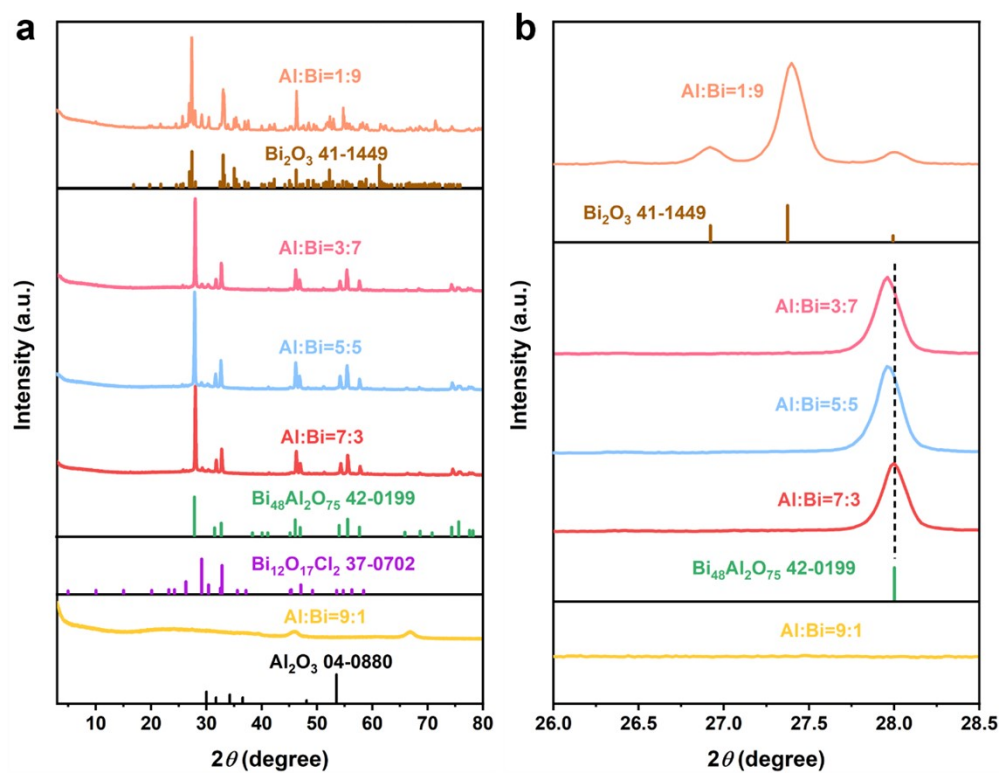 a
Al:Bi=1:9
Bi₂O₃ 41-1449
Al:Bi=3:7
Al:Bi=5:5
Al:Bi=7:3
Bi₄₈Al₂O₇₅ 42-0199
Bi₁₂O₁₇Cl₂ 37-0702
Al:Bi=9:1
Al₂O₃ 04-0880
Intensity (a.u.)
10 20 30 40 50 60 70 80
2θ (degree)
b
Al:Bi=1:9
Bi₂O₃ 41-1449
Al:Bi=3:7
Al:Bi=5:5
Al:Bi=7:3
Bi₄₈Al₂O₇₅ 42-0199
Al:Bi=9:1
Intensity (a.u.)
26.0 26.5 27.0 27.5 28.0 28.5
2θ (degree)